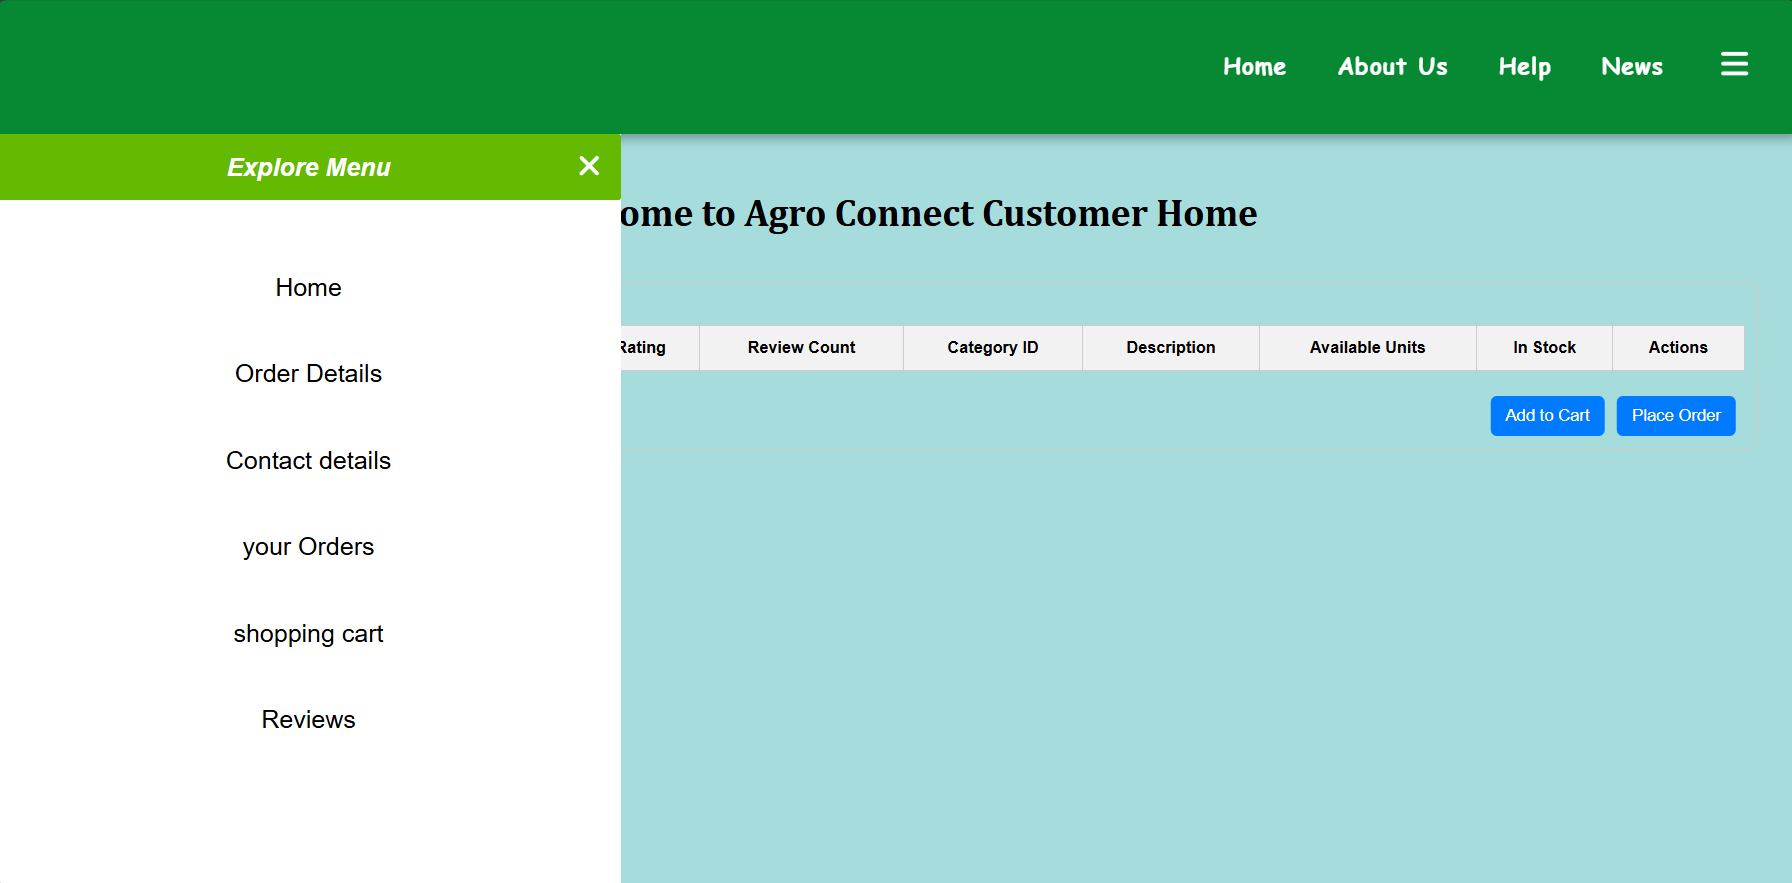 Home About Us Help News
Explore Menu
ome to Agro Connect Customer Home
Home
Rating Review Count Category ID Description Available Units In Stock Actions
Order Details
Add to Cart Place Order
Contact details
your Orders
shopping cart
Reviews